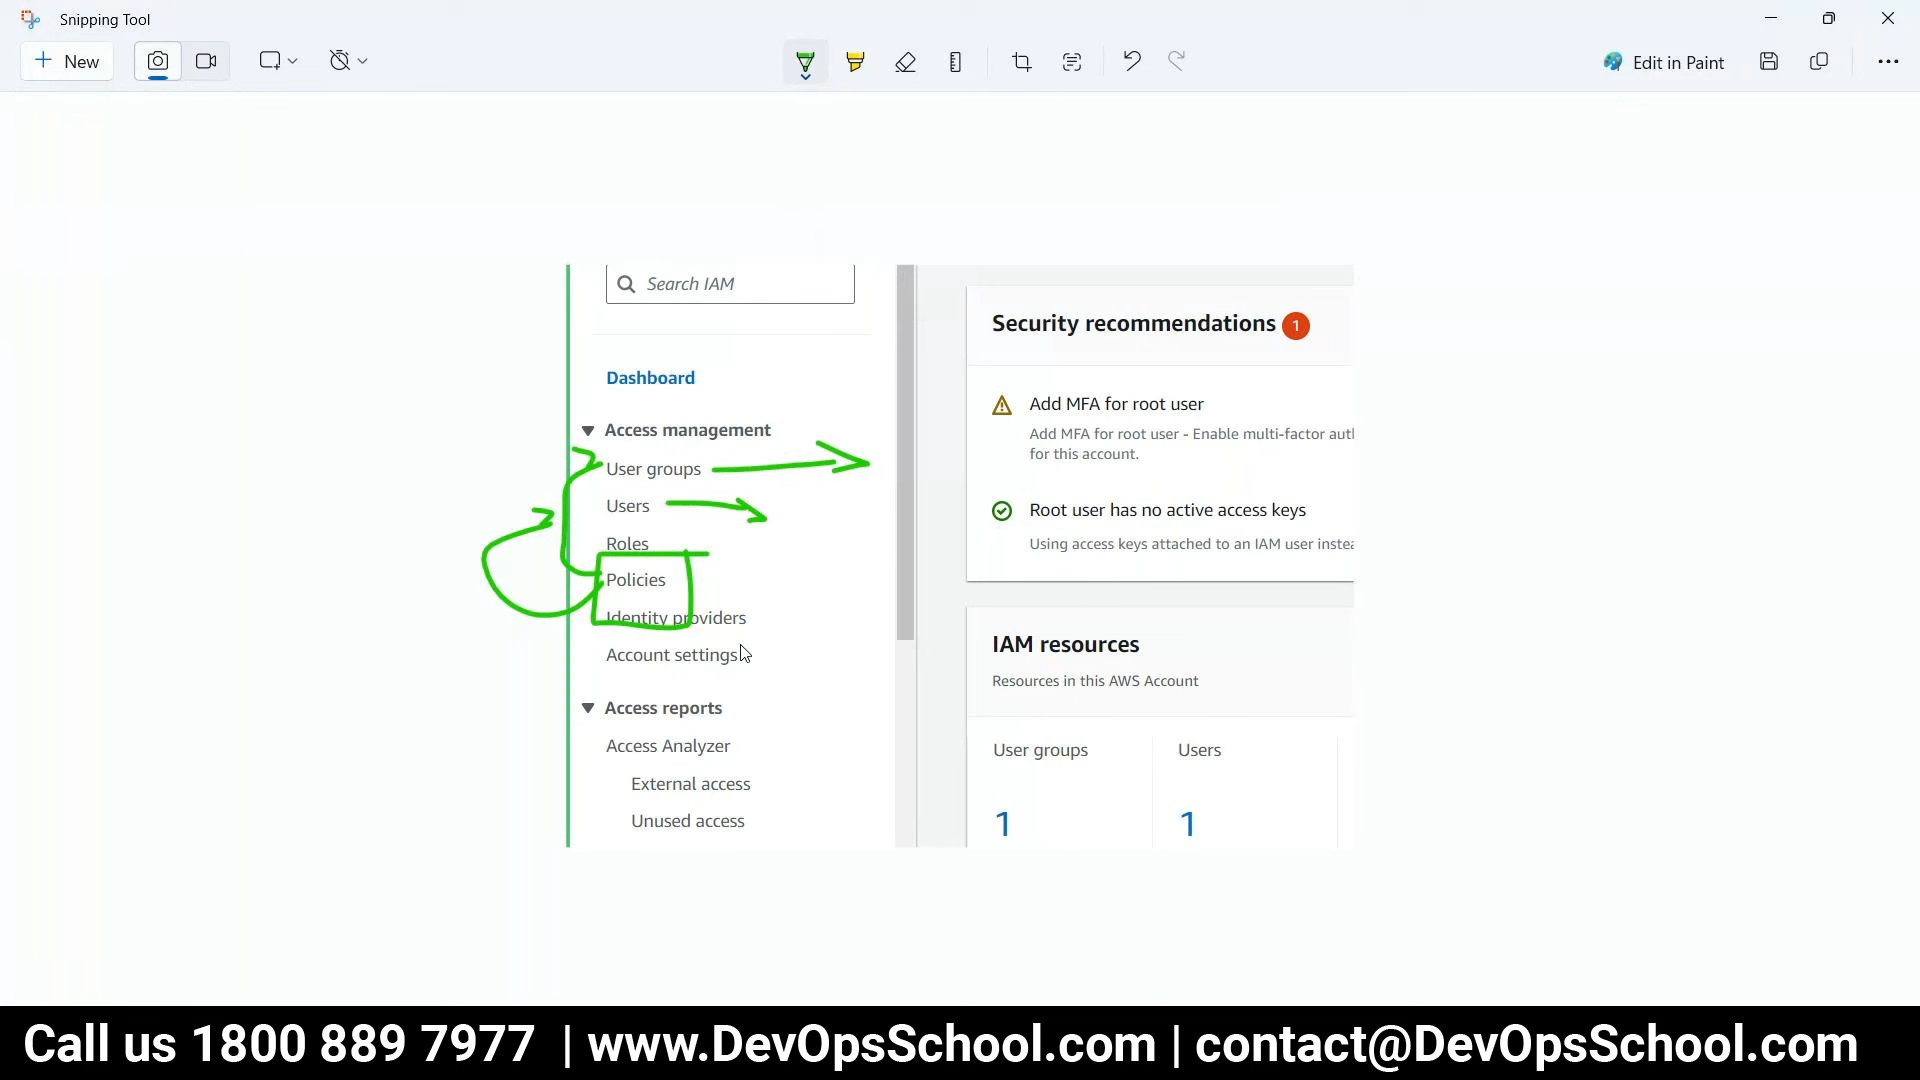 Snipping Tool
New
Edit in Paint
Search IAM
Dashboard
Access management
User groups
Users
Roles
Policies
Identity providers
Account settings
Access reports
Access Analyzer
External access
Unused access
Security recommendations 1
Add MFA for root user
Add MFA for root user - Enable multi-factor aut
for this account.
Root user has no active access keys
Using access keys attached to an IAM user inste
IAM resources
Resources in this AWS Account
User groups
1
Users
1
Call us 1800 889 7977 | www.DevOpsSchool.com | contact@DevOpsSchool.com